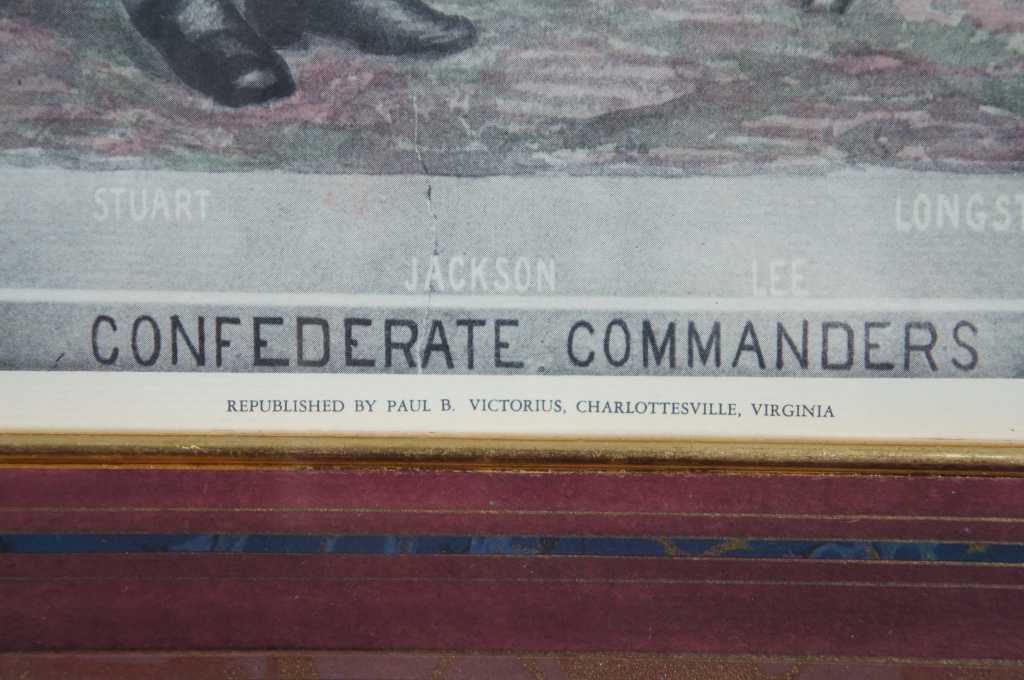 STUART
LONGST
JACKSON LEE
CONFEDERATE COMMANDERS
REPUBLISHED BY PAUL B. VICTORIUS, CHARLOTTESVILLE, VIRGINIA